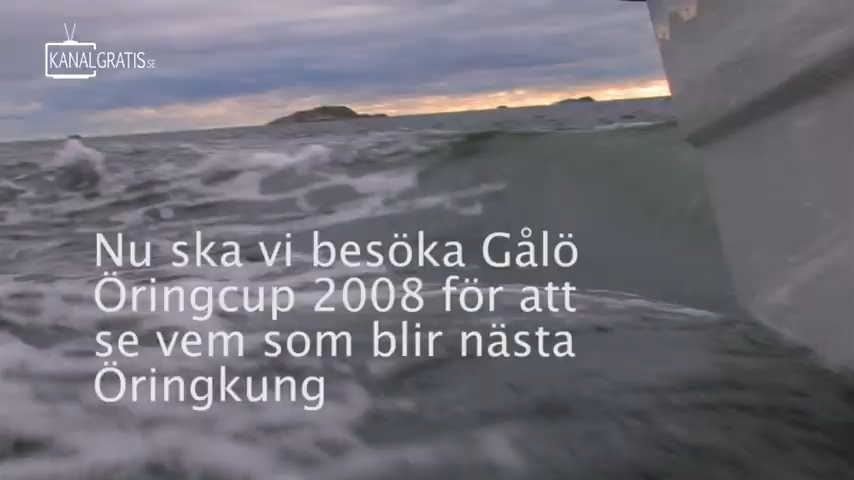 KANALGRATIS.SE
Nu ska vi besöka Gålö
Öringcup 2008 för att
se vem som blir nästa
Öringkung